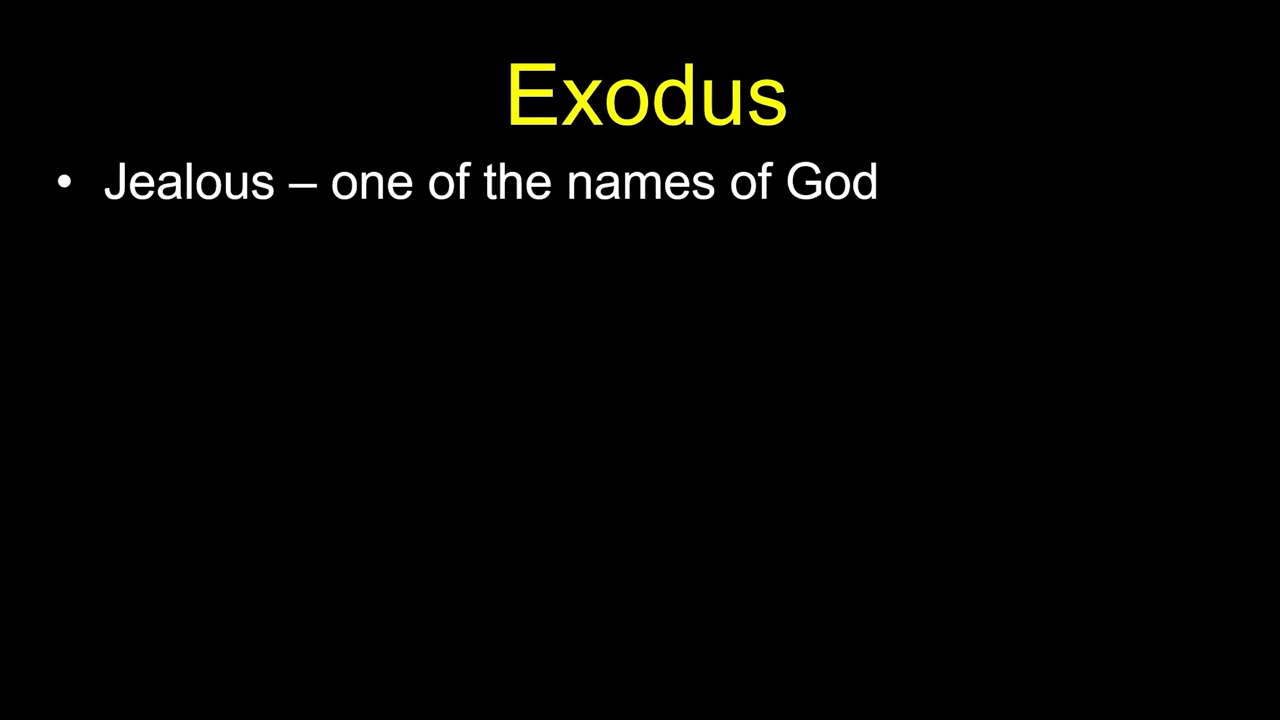 Exodus
• Jealous – one of the names of God